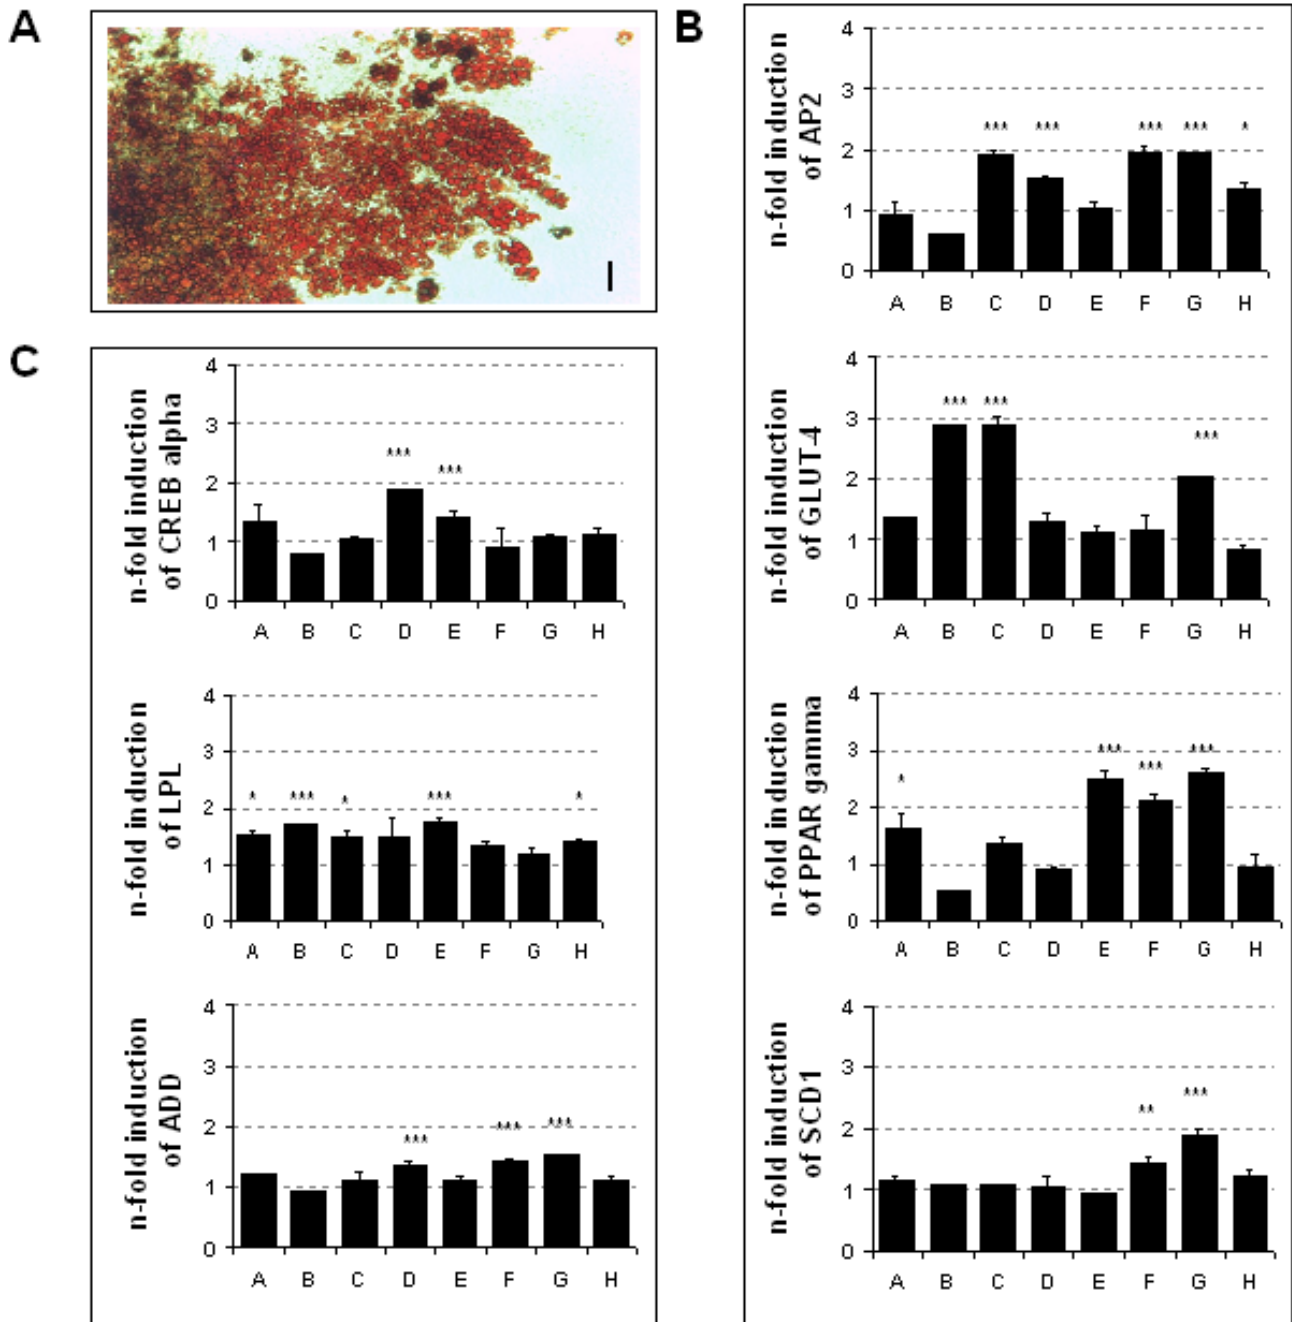 A
B
n-fold induction
of AP2
4
3
2
1
0
***
***
***
***
*
A B C D E F G H
n-fold induction
of GLUT4
4
3
2
1
0
***
***
***
A B C D E F G H
n-fold induction
of PPAR gamma
4
3
2
1
0
*
***
***
***
A B C D E F G H
n-fold induction
of SCD1
4
3
2
1
0
**
***
A B C D E F G H
C
n-fold induction
of CREB alpha
4
3
2
1
0
***
***
A B C D E F G H
n-fold induction
of LPL
4
3
2
1
0
*
***
*
***
*
A B C D E F G H
n-fold induction
of ADD
4
3
2
1
0
***
***
***
A B C D E F G H